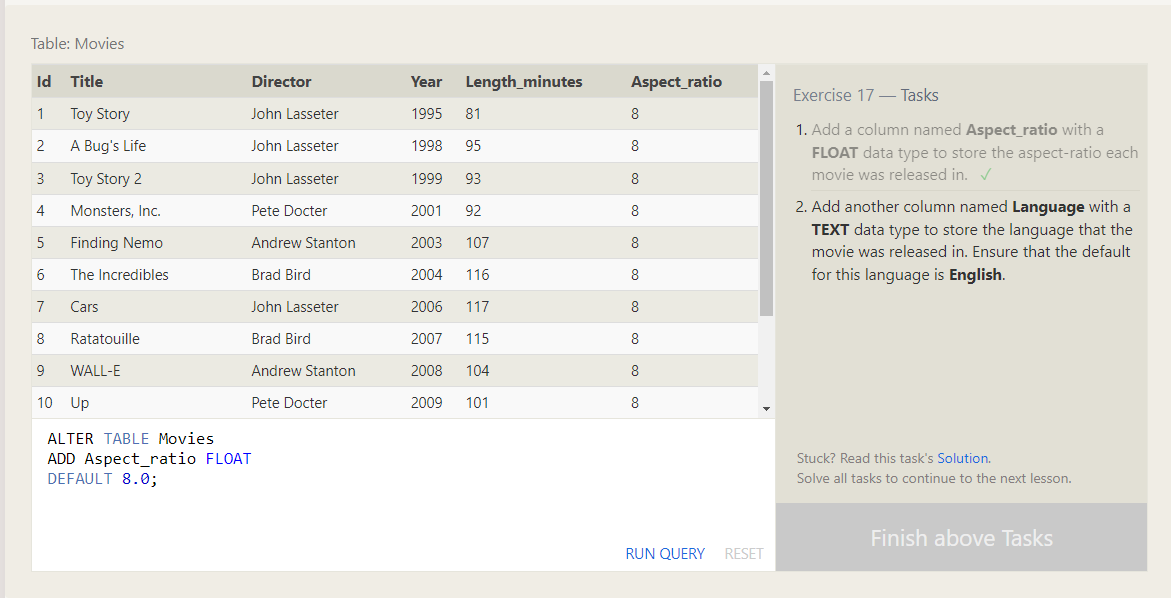 Table: Movies
Id Title Director Year Length_minutes Aspect_ratio
1 Toy Story John Lasseter 1995 81 8
2 A Bug's Life John Lasseter 1998 95 8
3 Toy Story 2 John Lasseter 1999 93 8
4 Monsters, Inc. Pete Docter 2001 92 8
5 Finding Nemo Andrew Stanton 2003 107 8
6 The Incredibles Brad Bird 2004 116 8
7 Cars John Lasseter 2006 117 8
8 Ratatouille Brad Bird 2007 115 8
9 WALL-E Andrew Stanton 2008 104 8
10 Up Pete Docter 2009 101 8
ALTER TABLE Movies
ADD Aspect_ratio FLOAT
DEFAULT 8.0;
RUN QUERY RESET
Exercise 17 — Tasks
1. Add a column named Aspect_ratio with a
FLOAT data type to store the aspect-ratio each
movie was released in. ✓
2. Add another column named Language with a
TEXT data type to store the language that the
movie was released in. Ensure that the default
for this language is English.
Stuck? Read this task's Solution.
Solve all tasks to continue to the next lesson.
Finish above Tasks